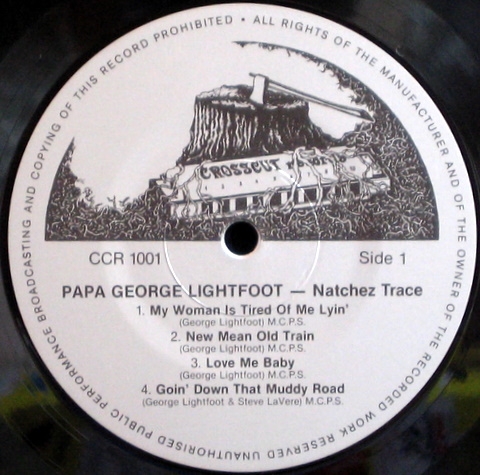 ALL RIGHTS OF THE MANUFACTURER AND OF THE OWNER OF THE RECORDED WORK RESERVED UNAUTHORISED PUBLIC PERFORMANCE BROADCASTING AND COPYING OF THIS RECORD PROHIBITED •
CROSSCUT RECORDS
CCR 1001 Side 1
PAPA GEORGE LIGHTFOOT — Natchez Trace
1. My Woman Is Tired Of Me Lyin'
(George Lightfoot) M.C.P.S.
2. New Mean Old Train
(George Lightfoot) M.C.P.S.
3. Love Me Baby
(George Lightfoot) M.C.P.S.
4. Goin' Down That Muddy Road
(George Lightfoot & Steve LaVere) M.C.P.S.